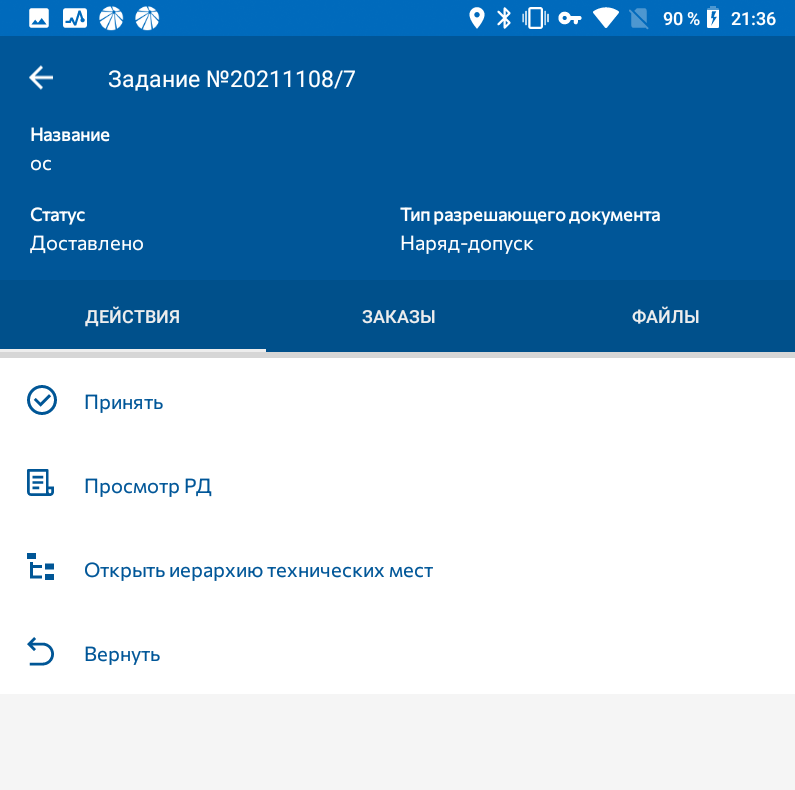 90 % 21:36
Задание №20211108/7
Название
ос
Статус
Тип разрешающего документа
Доставлено
Наряд-допуск
ДЕЙСТВИЯ
ЗАКАЗЫ
ФАЙЛЫ
Принять
Просмотр РД
Открыть иерархию технических мест
Вернуть